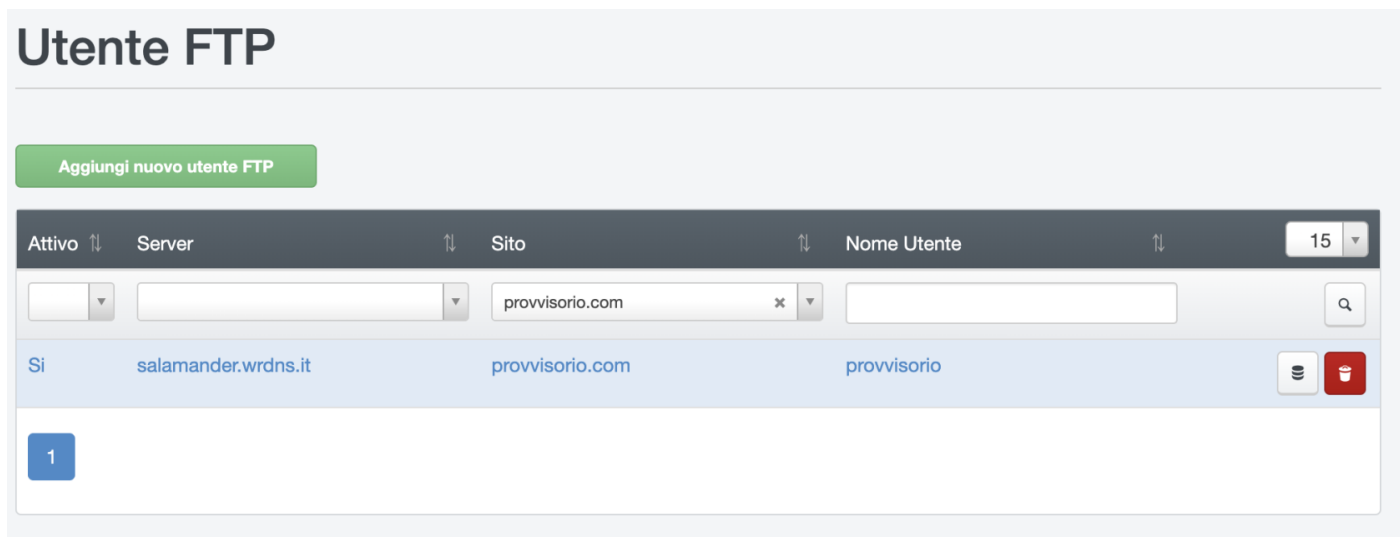 Utente FTP
Aggiungi nuovo utente FTP
Attivo Server Sito Nome Utente 15
provvisorio.com
Si salamander.wrdns.it provvisorio.com provvisorio
1